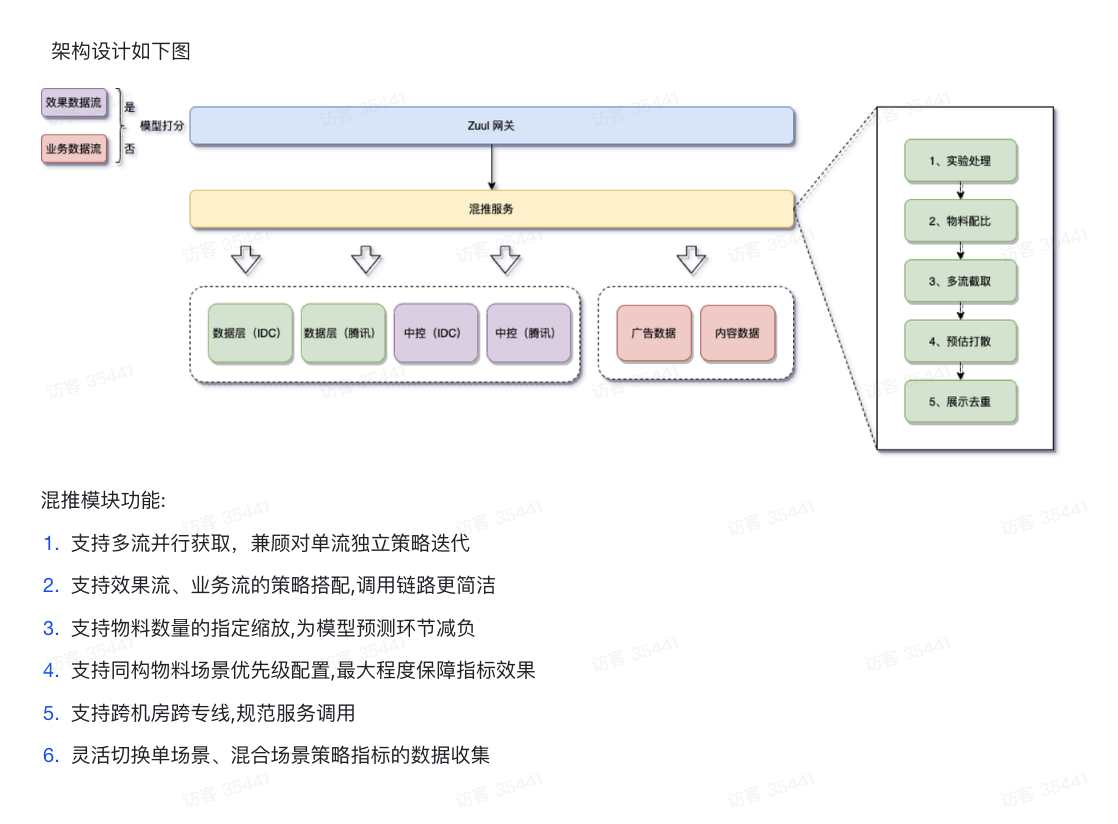 架构设计如下图
效果数据流
是
模型打分
业务数据流
否
Zuul 网关
混推服务
数据层（IDC）
数据层（腾讯）
中控（IDC）
中控（腾讯）
广告数据
内容数据
1、实验处理
2、物料配比
3、多流截取
4、预估打散
5、展示去重
混推模块功能:
1. 支持多流并行获取，兼顾对单流独立策略迭代
2. 支持效果流、业务流的策略搭配,调用链路更简洁
3. 支持物料数量的指定缩放,为模型预测环节减负
4. 支持同构物料场景优先级配置,最大程度保障指标效果
5. 支持跨机房跨专线,规范服务调用
6. 灵活切换单场景、混合场景策略指标的数据收集
访客 35441